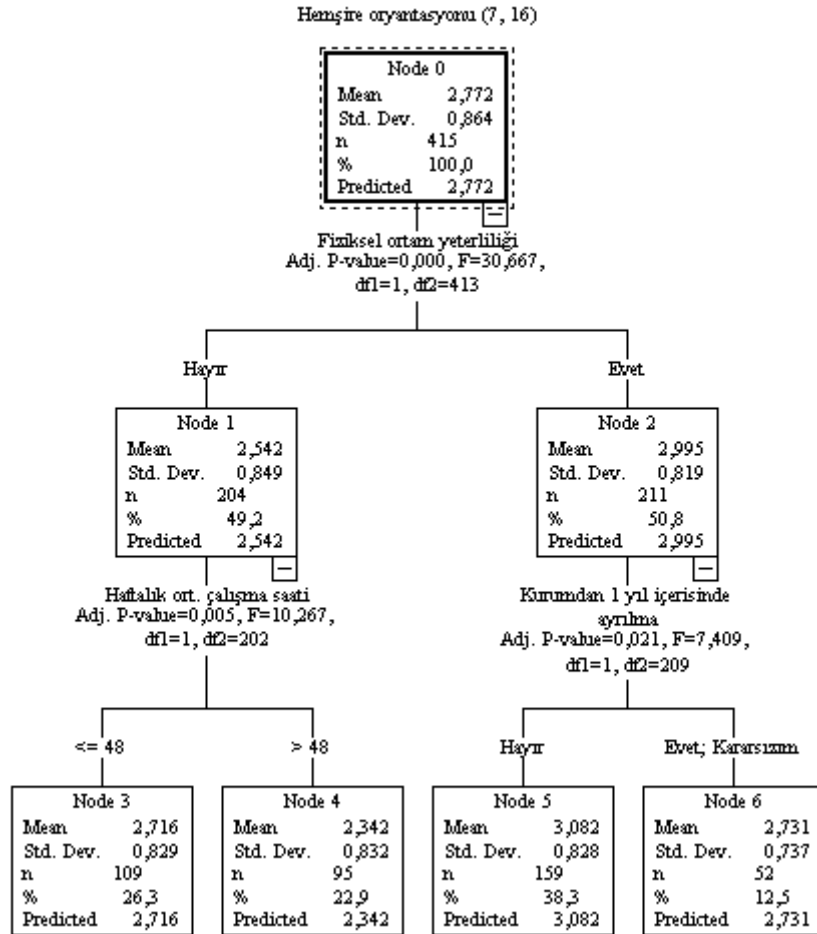 Hemşire oryantasyonu (7, 16)
Node 0
Mean 2,772
Std. Dev. 0,864
n 415
% 100,0
Predicted 2,772
Fiziksel ortam yeterliliği
Adj. P-value=0,000, F=30,667,
df1=1, df2=413
Hayır
Evet
Node 1
Mean 2,542
Std. Dev. 0,849
n 204
% 49,2
Predicted 2,542
Node 2
Mean 2,995
Std. Dev. 0,819
n 211
% 50,8
Predicted 2,995
Haftalık ort. çalışma saati
Adj. P-value=0,005, F=10,267,
df1=1, df2=202
Kurumdan 1 yıl içerisinde
ayrılma
Adj. P-value=0,021, F=7,409,
df1=1, df2=209
<= 48
> 48
Hayır
Evet; Kararsızım
Node 3
Mean 2,716
Std. Dev. 0,829
n 109
% 26,3
Predicted 2,716
Node 4
Mean 2,342
Std. Dev. 0,832
n 95
% 22,9
Predicted 2,342
Node 5
Mean 3,082
Std. Dev. 0,828
n 159
% 38,3
Predicted 3,082
Node 6
Mean 2,731
Std. Dev. 0,737
n 52
% 12,5
Predicted 2,731